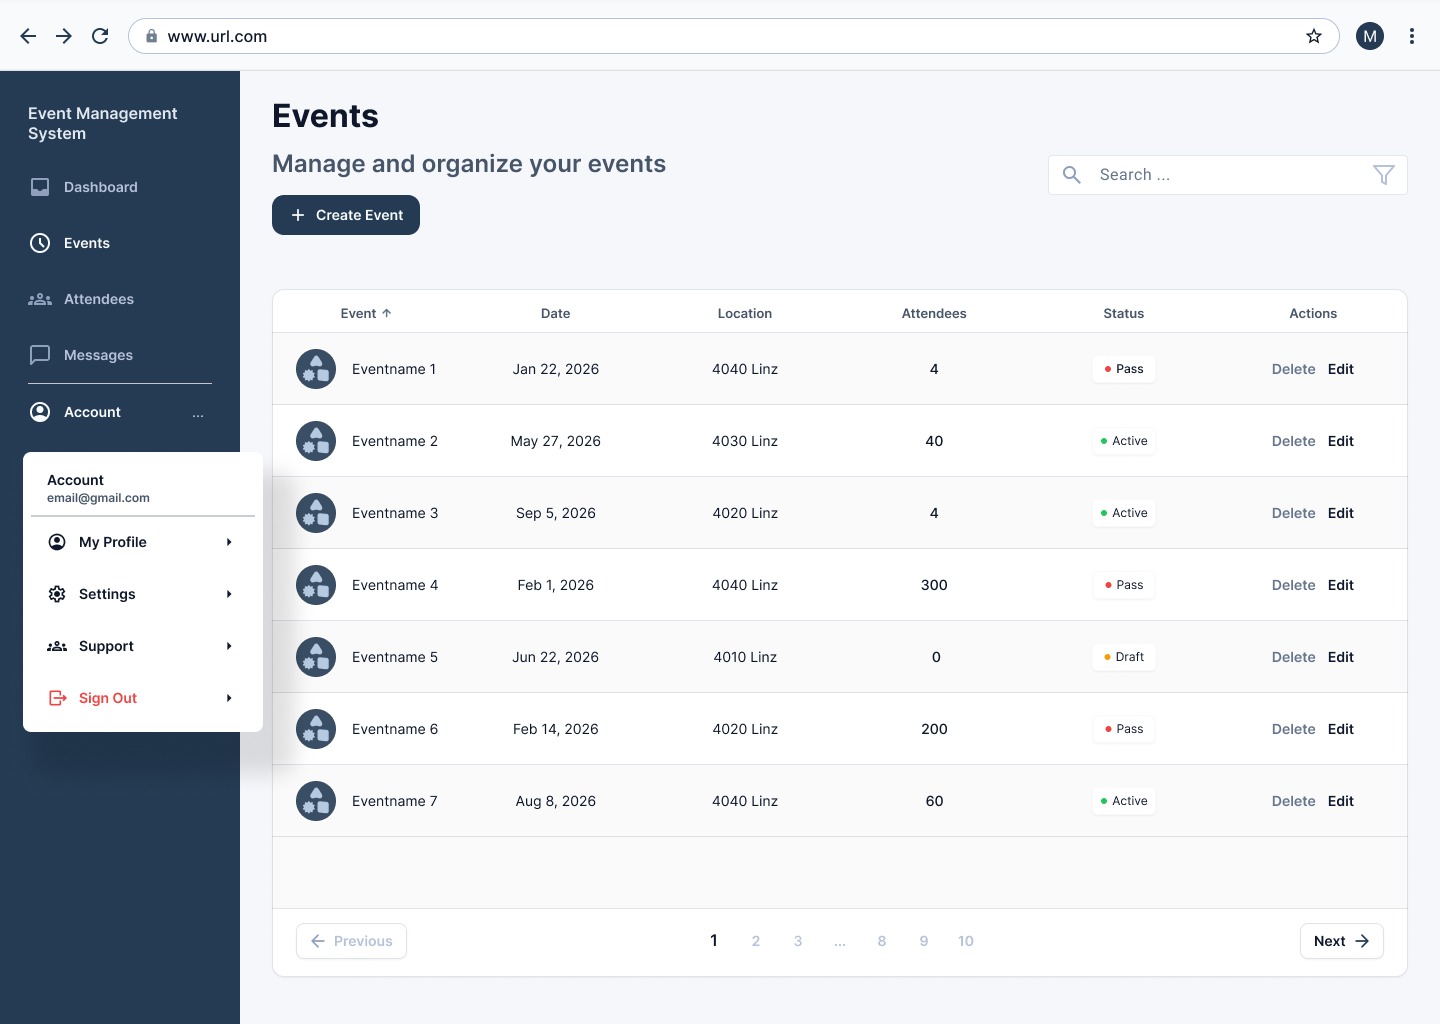 www.url.com
M
Event Management
System
Dashboard
Events
Attendees
Messages
Account ...
Account
email@gmail.com
My Profile
Settings
Support
Sign Out
Events
Manage and organize your events
Create Event
Search ...
Event Date Location Attendees Status Actions
Eventname 1 Jan 22, 2026 4040 Linz 4 Pass Delete Edit
Eventname 2 May 27, 2026 4030 Linz 40 Active Delete Edit
Eventname 3 Sep 5, 2026 4020 Linz 4 Active Delete Edit
Eventname 4 Feb 1, 2026 4040 Linz 300 Pass Delete Edit
Eventname 5 Jun 22, 2026 4010 Linz 0 Draft Delete Edit
Eventname 6 Feb 14, 2026 4020 Linz 200 Pass Delete Edit
Eventname 7 Aug 8, 2026 4040 Linz 60 Active Delete Edit
Previous 1 2 3 ... 8 9 10 Next